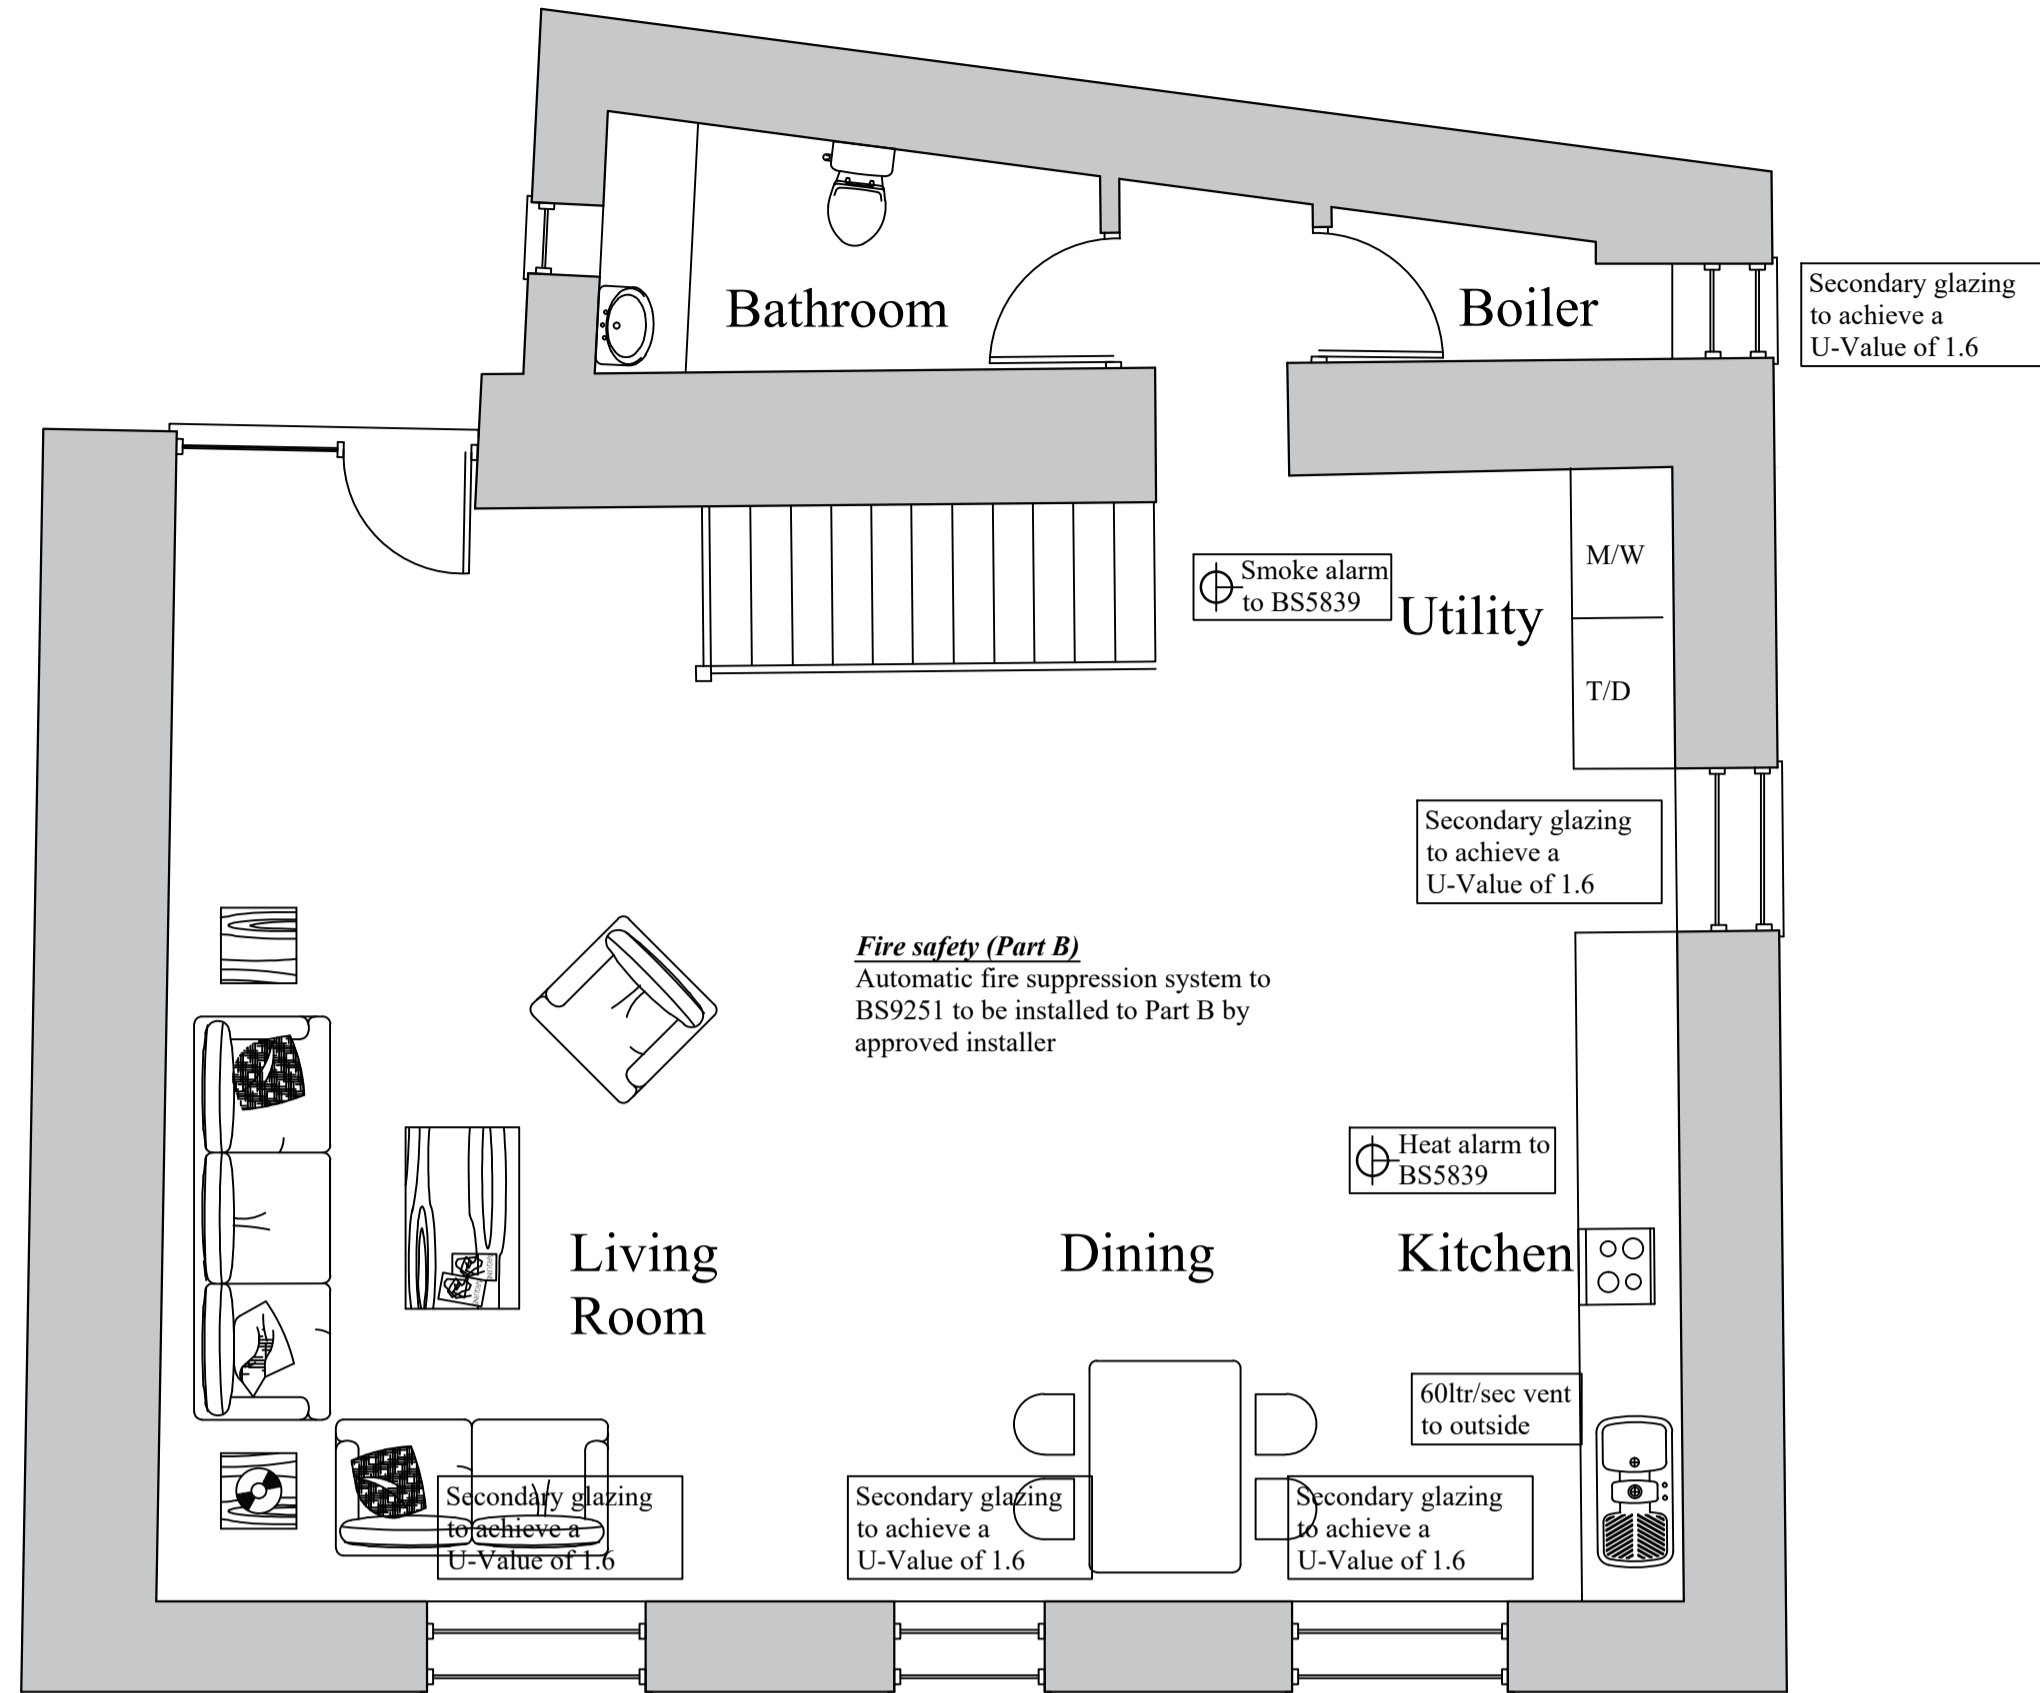 Bathroom
Boiler
Secondary glazing
to achieve a
U-Value of 1.6
M/W
Smoke alarm
to BS5839
Utility
T/D
Secondary glazing
to achieve a
U-Value of 1.6
Fire safety (Part B)
Automatic fire suppression system to
BS9251 to be installed to Part B by
approved installer
Heat alarm to
BS5839
Living
Room
Dining
Kitchen
60ltr/sec vent
to outside
Secondary glazing
to achieve a
U-Value of 1.6
Secondary glazing
to achieve a
U-Value of 1.6
Secondary glazing
to achieve a
U-Value of 1.6